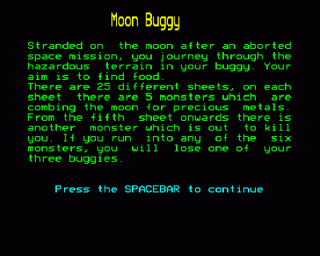 Moon Buggy
Stranded on the moon after an aborted
space mission, you journey through the
hazardous terrain in your buggy. Your
aim is to find food.
There are 25 different sheets, on each
sheet there are 5 monsters which are
combing the moon for precious metals.
From the fifth sheet onwards there is
another monster which is out to kill
you. If you run into any of the six
monsters, you will lose one of your
three buggies.
Press the SPACEBAR to continue